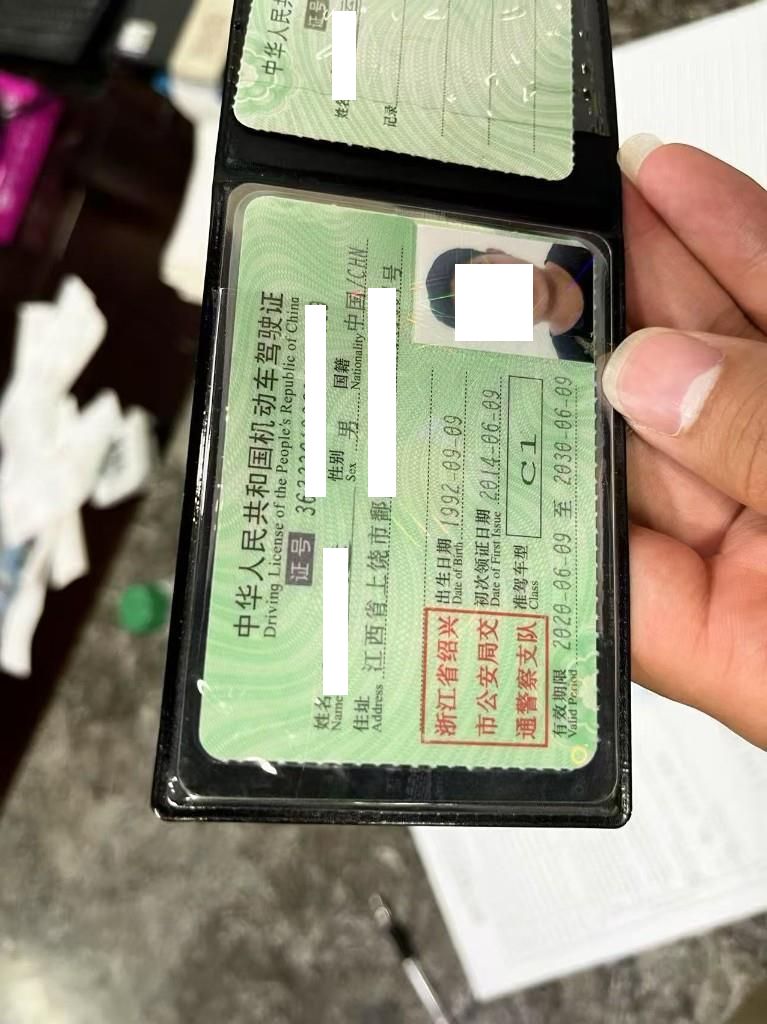 中华人民共
证号
姓名
记录
中华人民共和国机动车驾驶证
Driving License of the People's Republic of China
证号
姓名
Name
性别 男
Sex
国籍 中国/CHN
Nationality
住址 江西省上饶市鄱
号
Address
出生日期 1992-09-09
Date of Birth
初次领证日期 2014-06-09
Date of First Issue
准驾车型 C1
Class
浙江省绍兴
市公安局交
通警察支队
有效期限 2020-06-09 至 2030-06-09
Valid Period